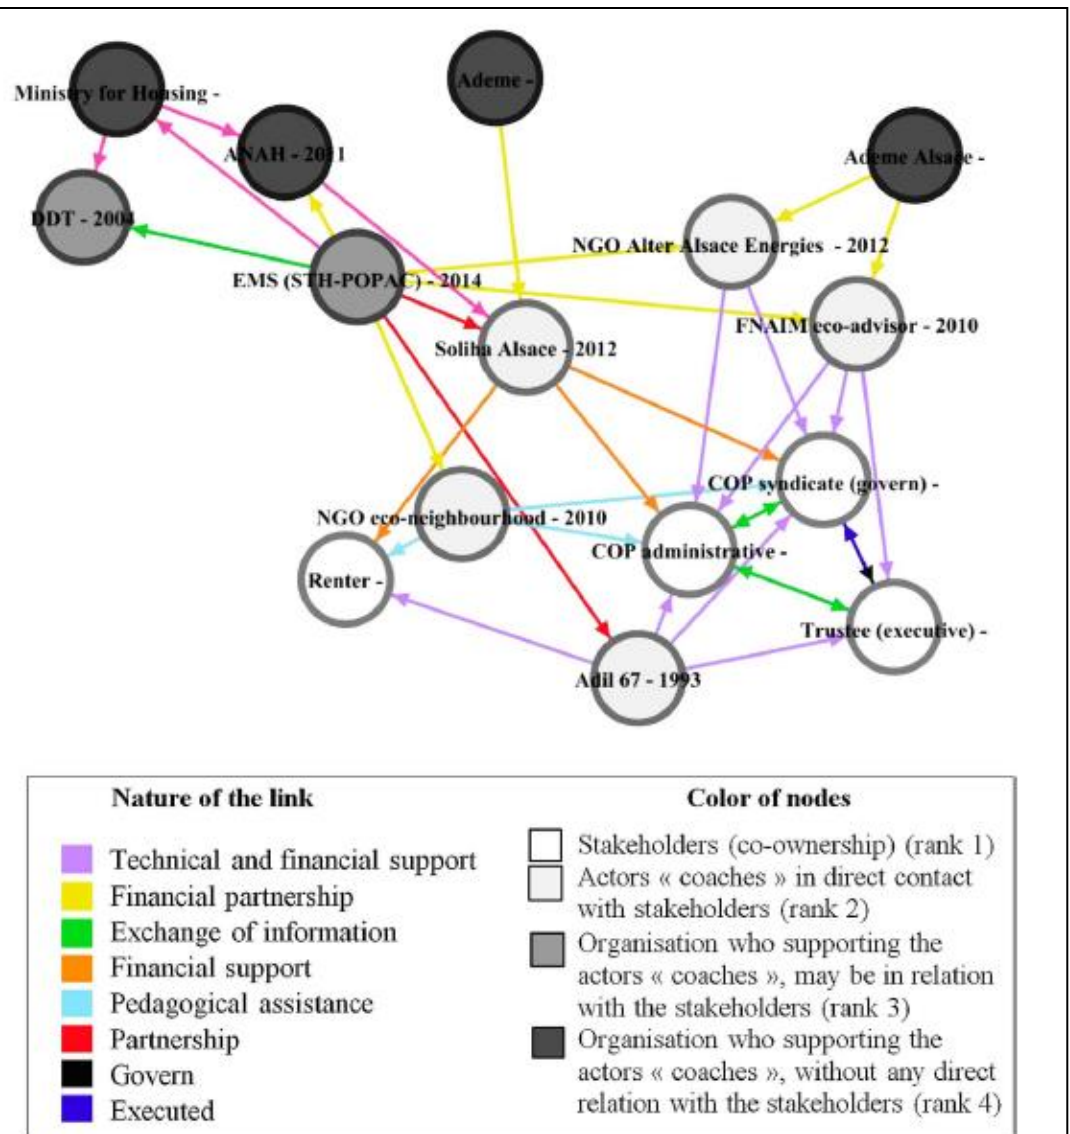 Ademe -
Ministry for Housing -
ANAH - 2011
Ademe Alsace -
DDT - 2004
NGO Alter Alsace Energies - 2012
EMS (STH-POPAC) - 2014
FNAIM eco-advisor - 2010
Soliha Alsace - 2012
COP syndicate (govern) -
NGO eco-neighbourhood - 2010
COP administrative -
Renter -
Trustee (executive) -
Adil 67 - 1993
Nature of the link
Technical and financial support
Financial partnership
Exchange of information
Financial support
Pedagogical assistance
Partnership
Govern
Executed
Color of nodes
Stakeholders (co-ownership) (rank 1)
Actors « coaches » in direct contact
with stakeholders (rank 2)
Organisation who supporting the
actors « coaches », may be in relation
with the stakeholders (rank 3)
Organisation who supporting the
actors « coaches », without any direct
relation with the stakeholders (rank 4)